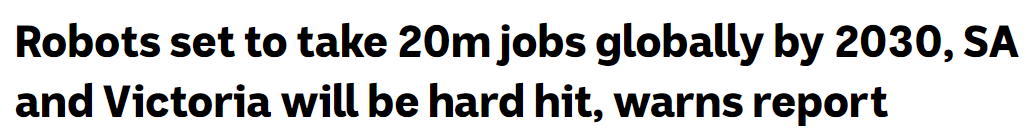 Robots set to take 20m jobs globally by 2030, SA
and Victoria will be hard hit, warns report